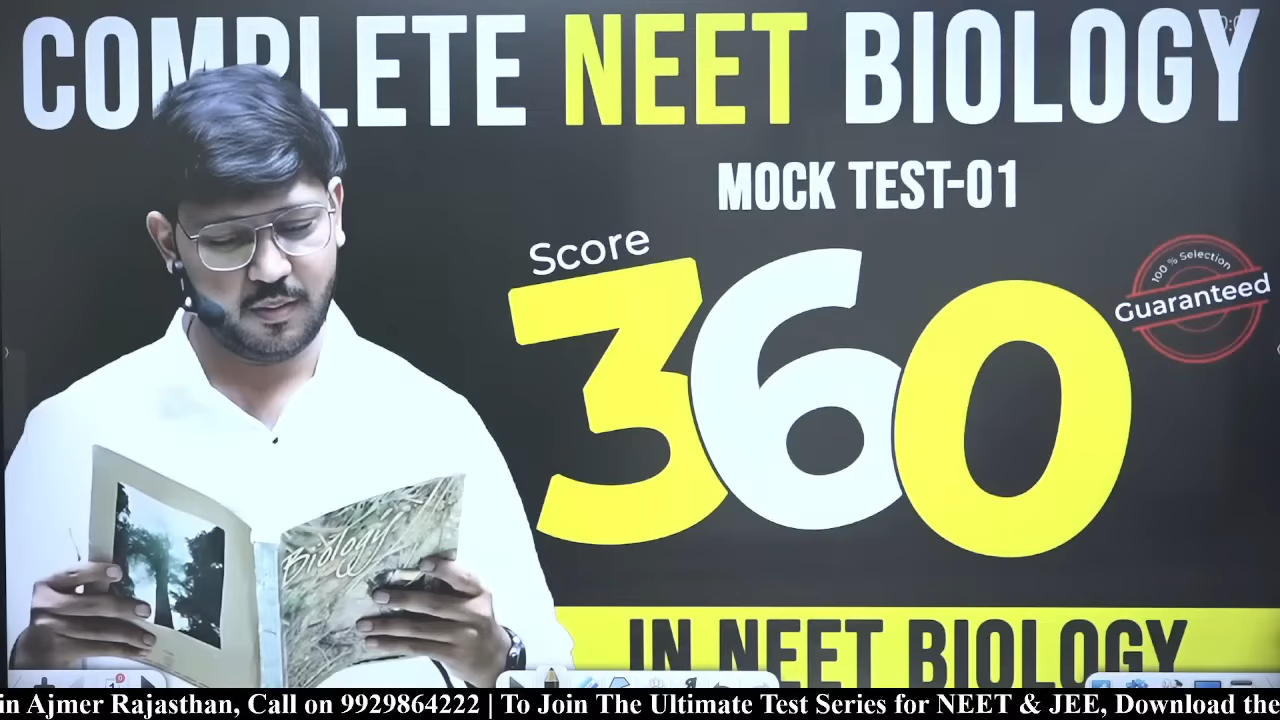 COMPLETE NEET BIOLOGY
MOCK TEST-01
Score
360
100 % Selection
Guaranteed
Biology
IN NEET BIOLOGY
in Ajmer Rajasthan, Call on 9929864222 | To Join The Ultimate Test Series for NEET & JEE, Download the